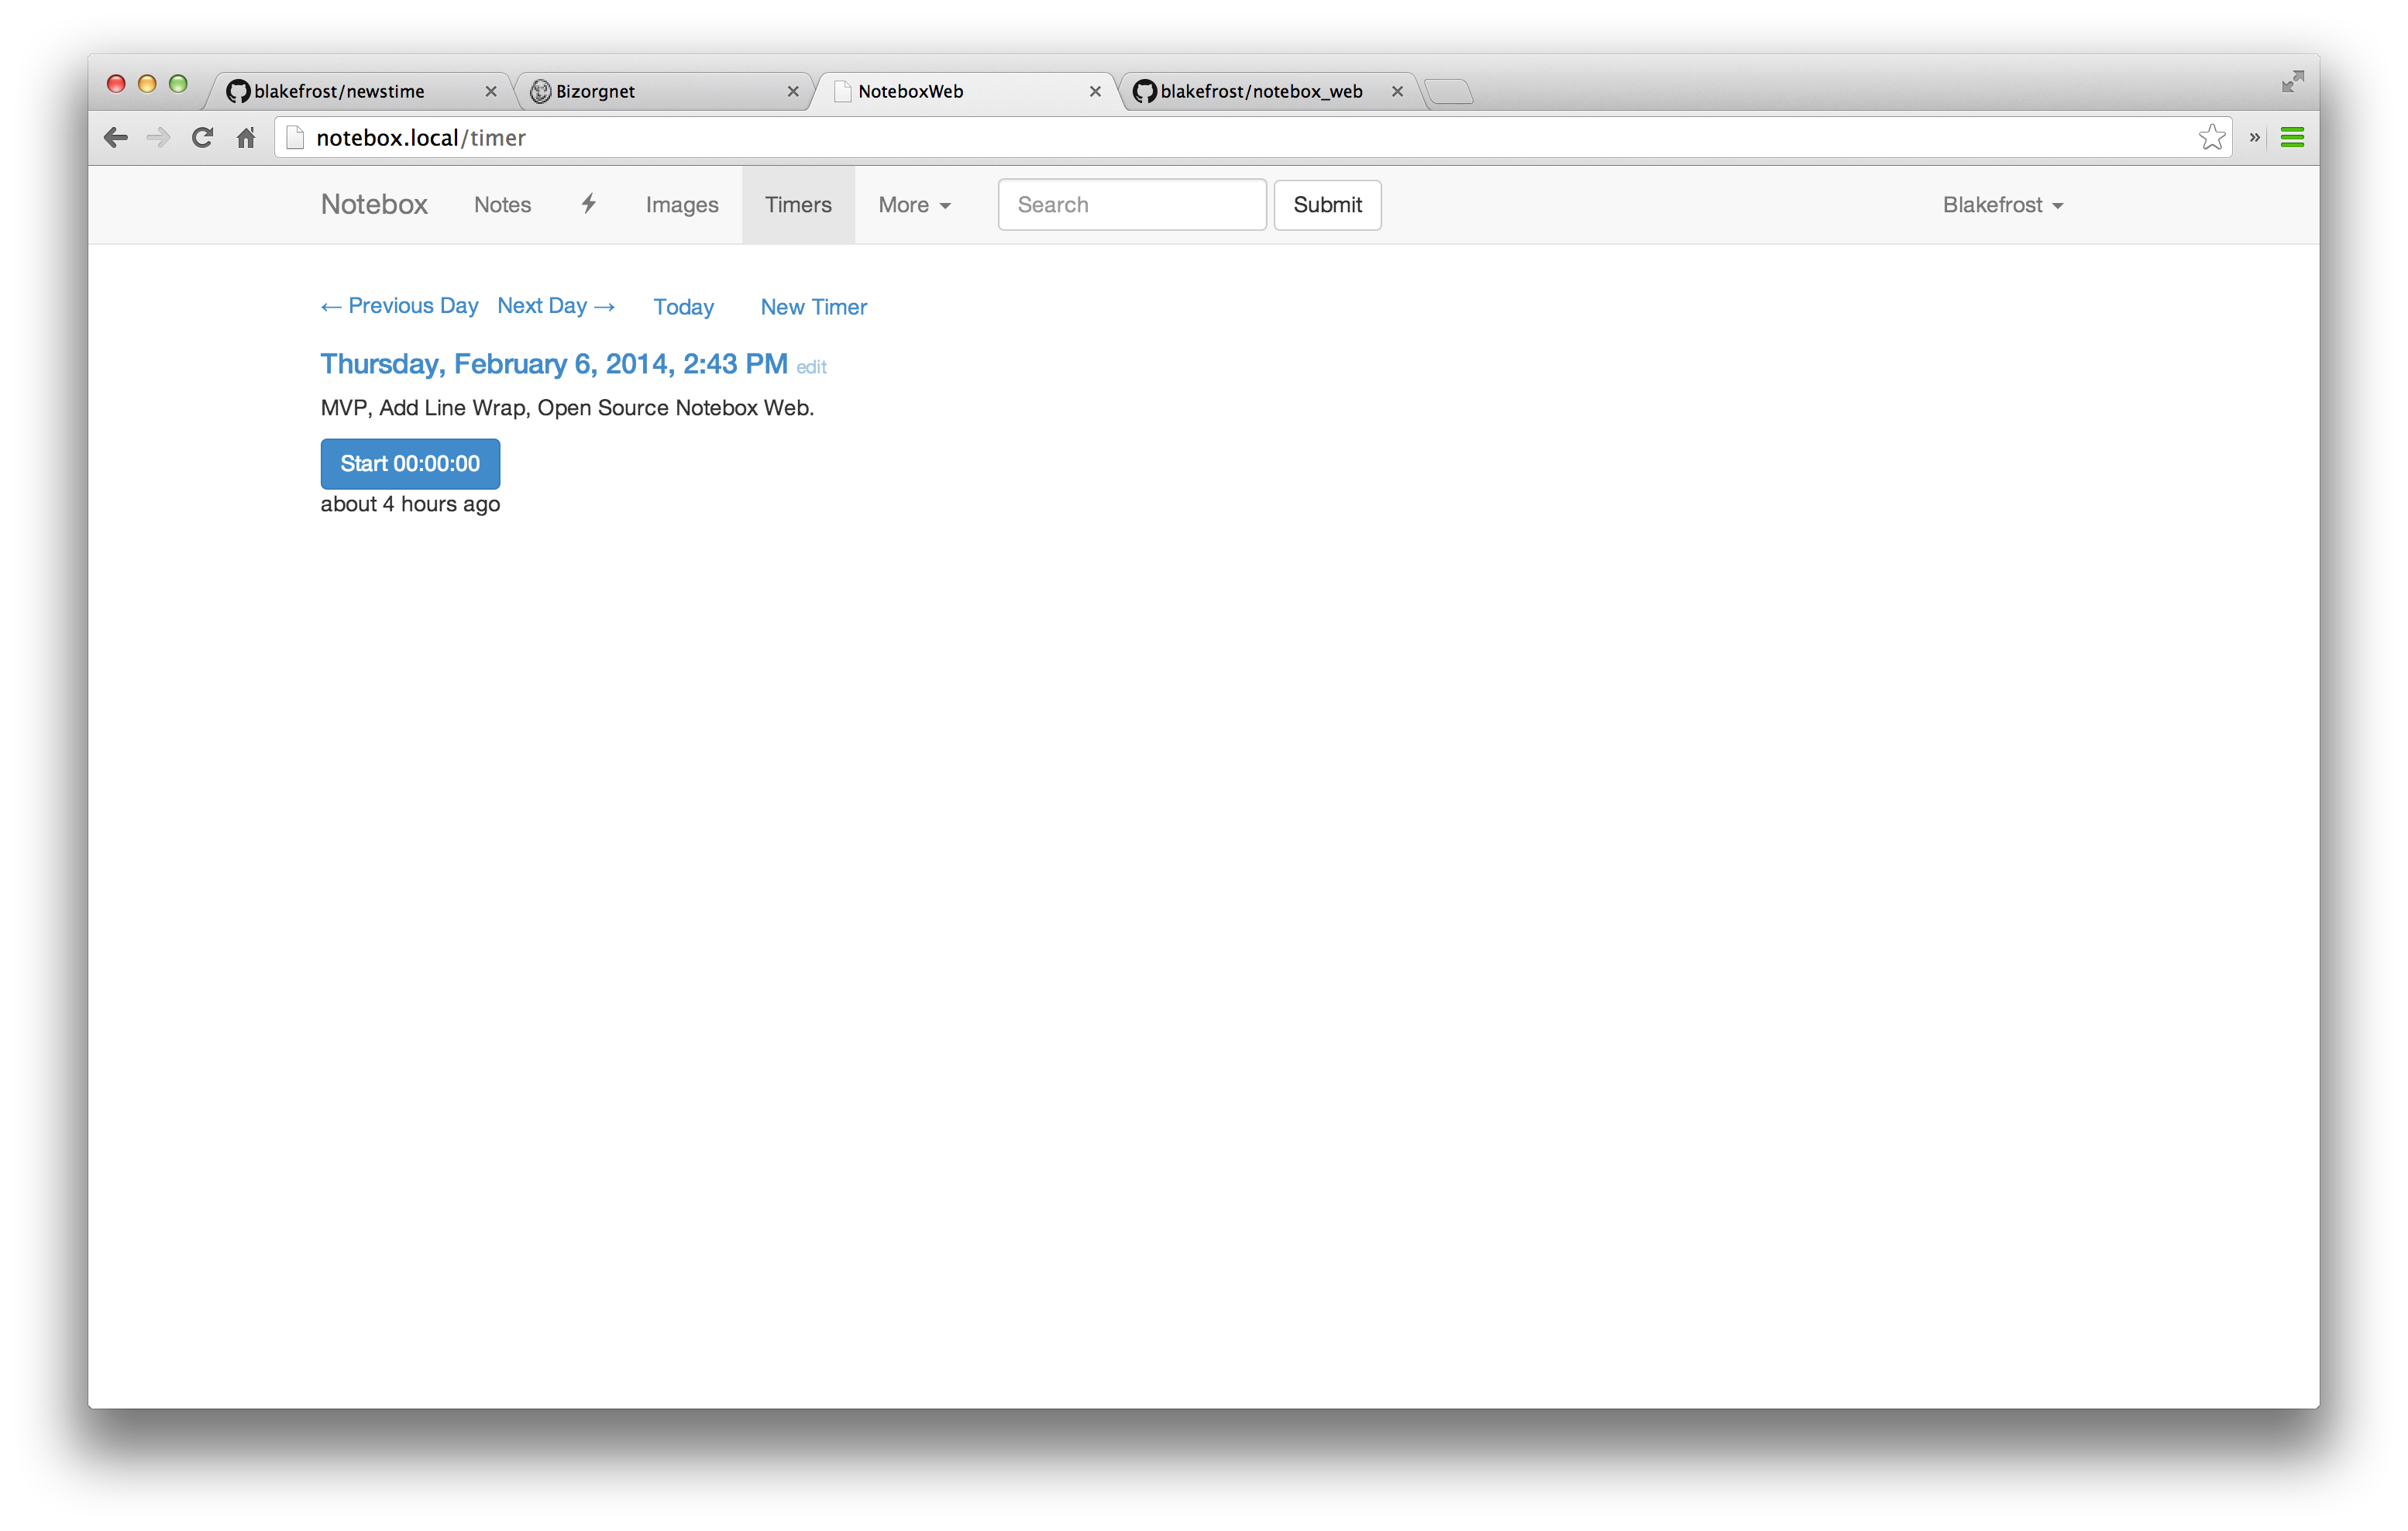 blakefrost/newstime Bizorgnet NoteboxWeb blakefrost/notebox_web
notebox.local/timer
Notebox Notes Images Timers More Search Submit Blakefrost
← Previous Day Next Day → Today New Timer
Thursday, February 6, 2014, 2:43 PM edit
MVP, Add Line Wrap, Open Source Notebox Web.
Start 00:00:00
about 4 hours ago